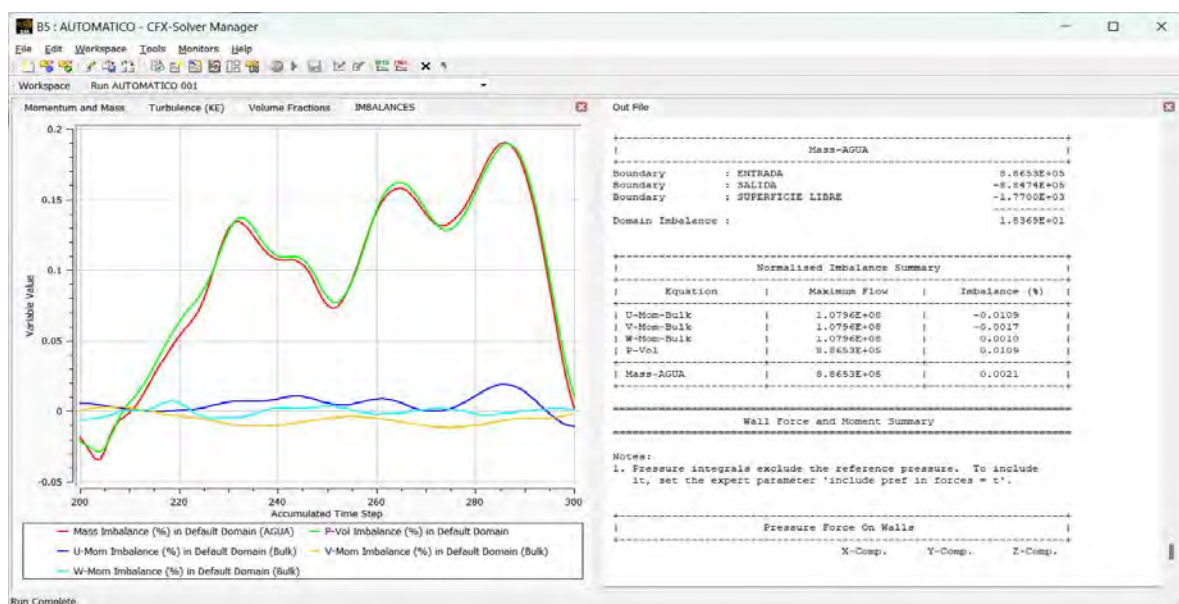 B5 : AUTOMATICO - CFX-Solver Manager
File Edit Workspace Tools Monitors Help
Workspace Run AUTOMATICO 001
Momentum and Mass Turbulence (KE) Volume Fractions IMBALANCES
0.2
0.15
0.1
0.05
0
-0.05
Variable Value
200 220 240 260 280 300
Accumulated Time Step
Mass Imbalance (%) in Default Domain (AGUA) P-Vol Imbalance (%) in Default Domain
U-Mom Imbalance (%) in Default Domain (Bulk) V-Mom Imbalance (%) in Default Domain (Bulk)
W-Mom Imbalance (%) in Default Domain (Bulk)
Run Complete
Out File
Mass-AGUA
Boundary : ENTRADA 8.8653E+05
Boundary : SALIDA -8.8474E+05
Boundary : SUPERFICIE LIBRE -1.7700E+03
Domain Imbalance : 1.8369E+01
Normalised Imbalance Summary
| Equation | Maximum Flow | Imbalance (%) |
| U-Mom-Bulk | 1.0796E+08 | -0.0109 |
| V-Mom-Bulk | 1.0796E+08 | -0.0017 |
| W-Mom-Bulk | 1.0796E+08 | 0.0010 |
| P-Vol | 8.8653E+05 | 0.0109 |
| Mass-AGUA | 8.8653E+05 | 0.0021 |
Wall Force and Moment Summary
Notes:
1. Pressure integrals exclude the reference pressure. To include
it, set the expert parameter 'include pref in forces = t'.
Pressure Force On Walls
X-Comp. Y-Comp. Z-Comp.